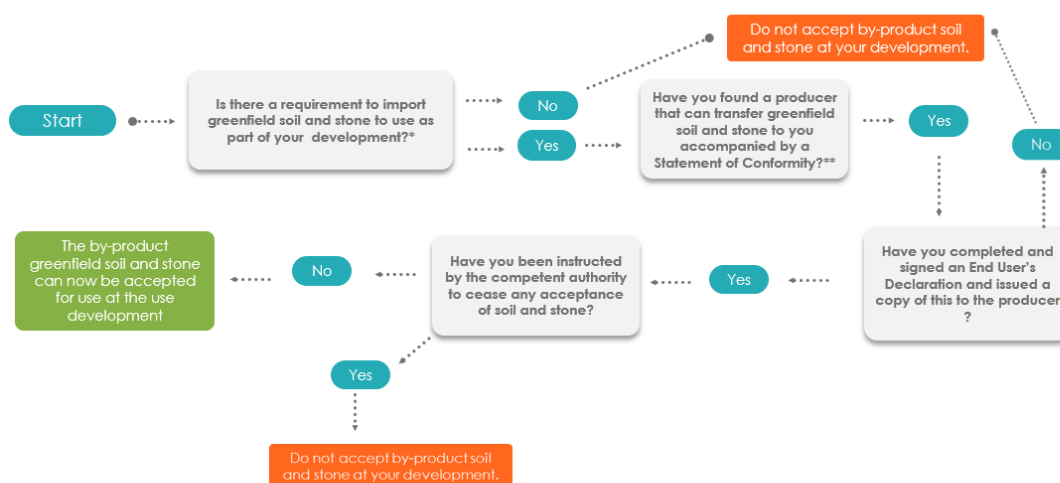 Do not accept by-product soil
and stone at your development.
Start
Is there a requirement to import
greenfield soil and stone to use as
part of your development?*
No
Yes
Have you found a producer
that can transfer greenfield
soil and stone to you
accompanied by a
Statement of Conformity?**
Yes
No
The by-product
greenfield soil and stone
can now be accepted
for use at the use
development
No
Have you been instructed
by the competent authority
to cease any acceptance
of soil and stone?
Yes
Have you completed and
signed an End User's
Declaration and issued a
copy of this to the producer
?
Yes
Do not accept by-product soil
and stone at your development.